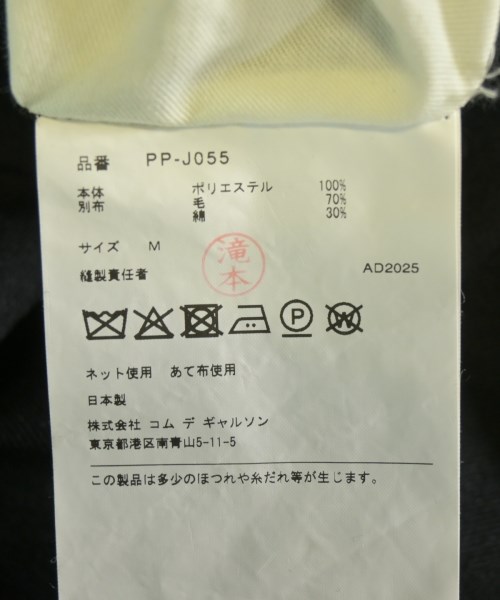 品番 PP-J055
本体 ポリエステル 100%
別布 毛 70%
綿 30%
サイズ M
滝本
縫製責任者 AD2025
P W
ネット使用 あて布使用
日本製
株式会社 コム デ ギャルソン
東京都港区南青山5-11-5
この製品は多少のほつれや糸だれ等が生じます。